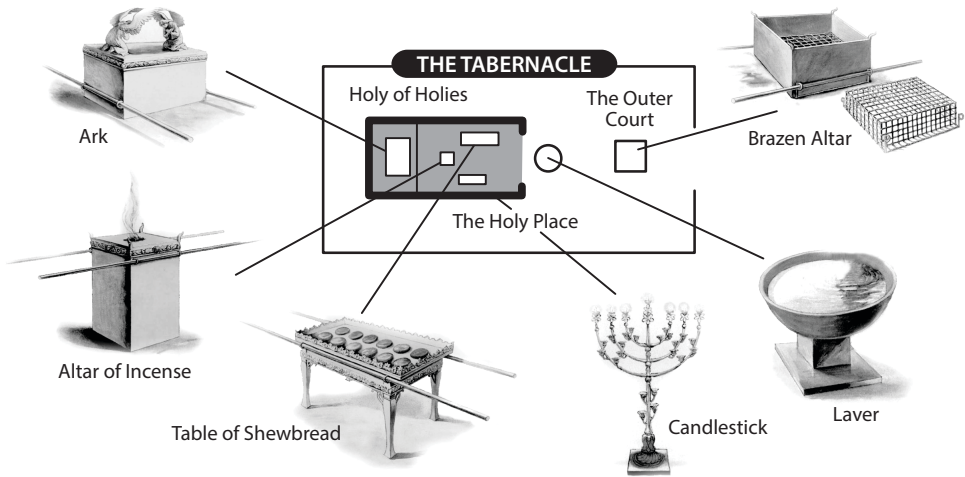 THE TABERNACLE
Holy of Holies
The Outer
Court
Brazen Altar
Ark
The Holy Place
Altar of Incense
Table of Shewbread
Candlestick
Laver